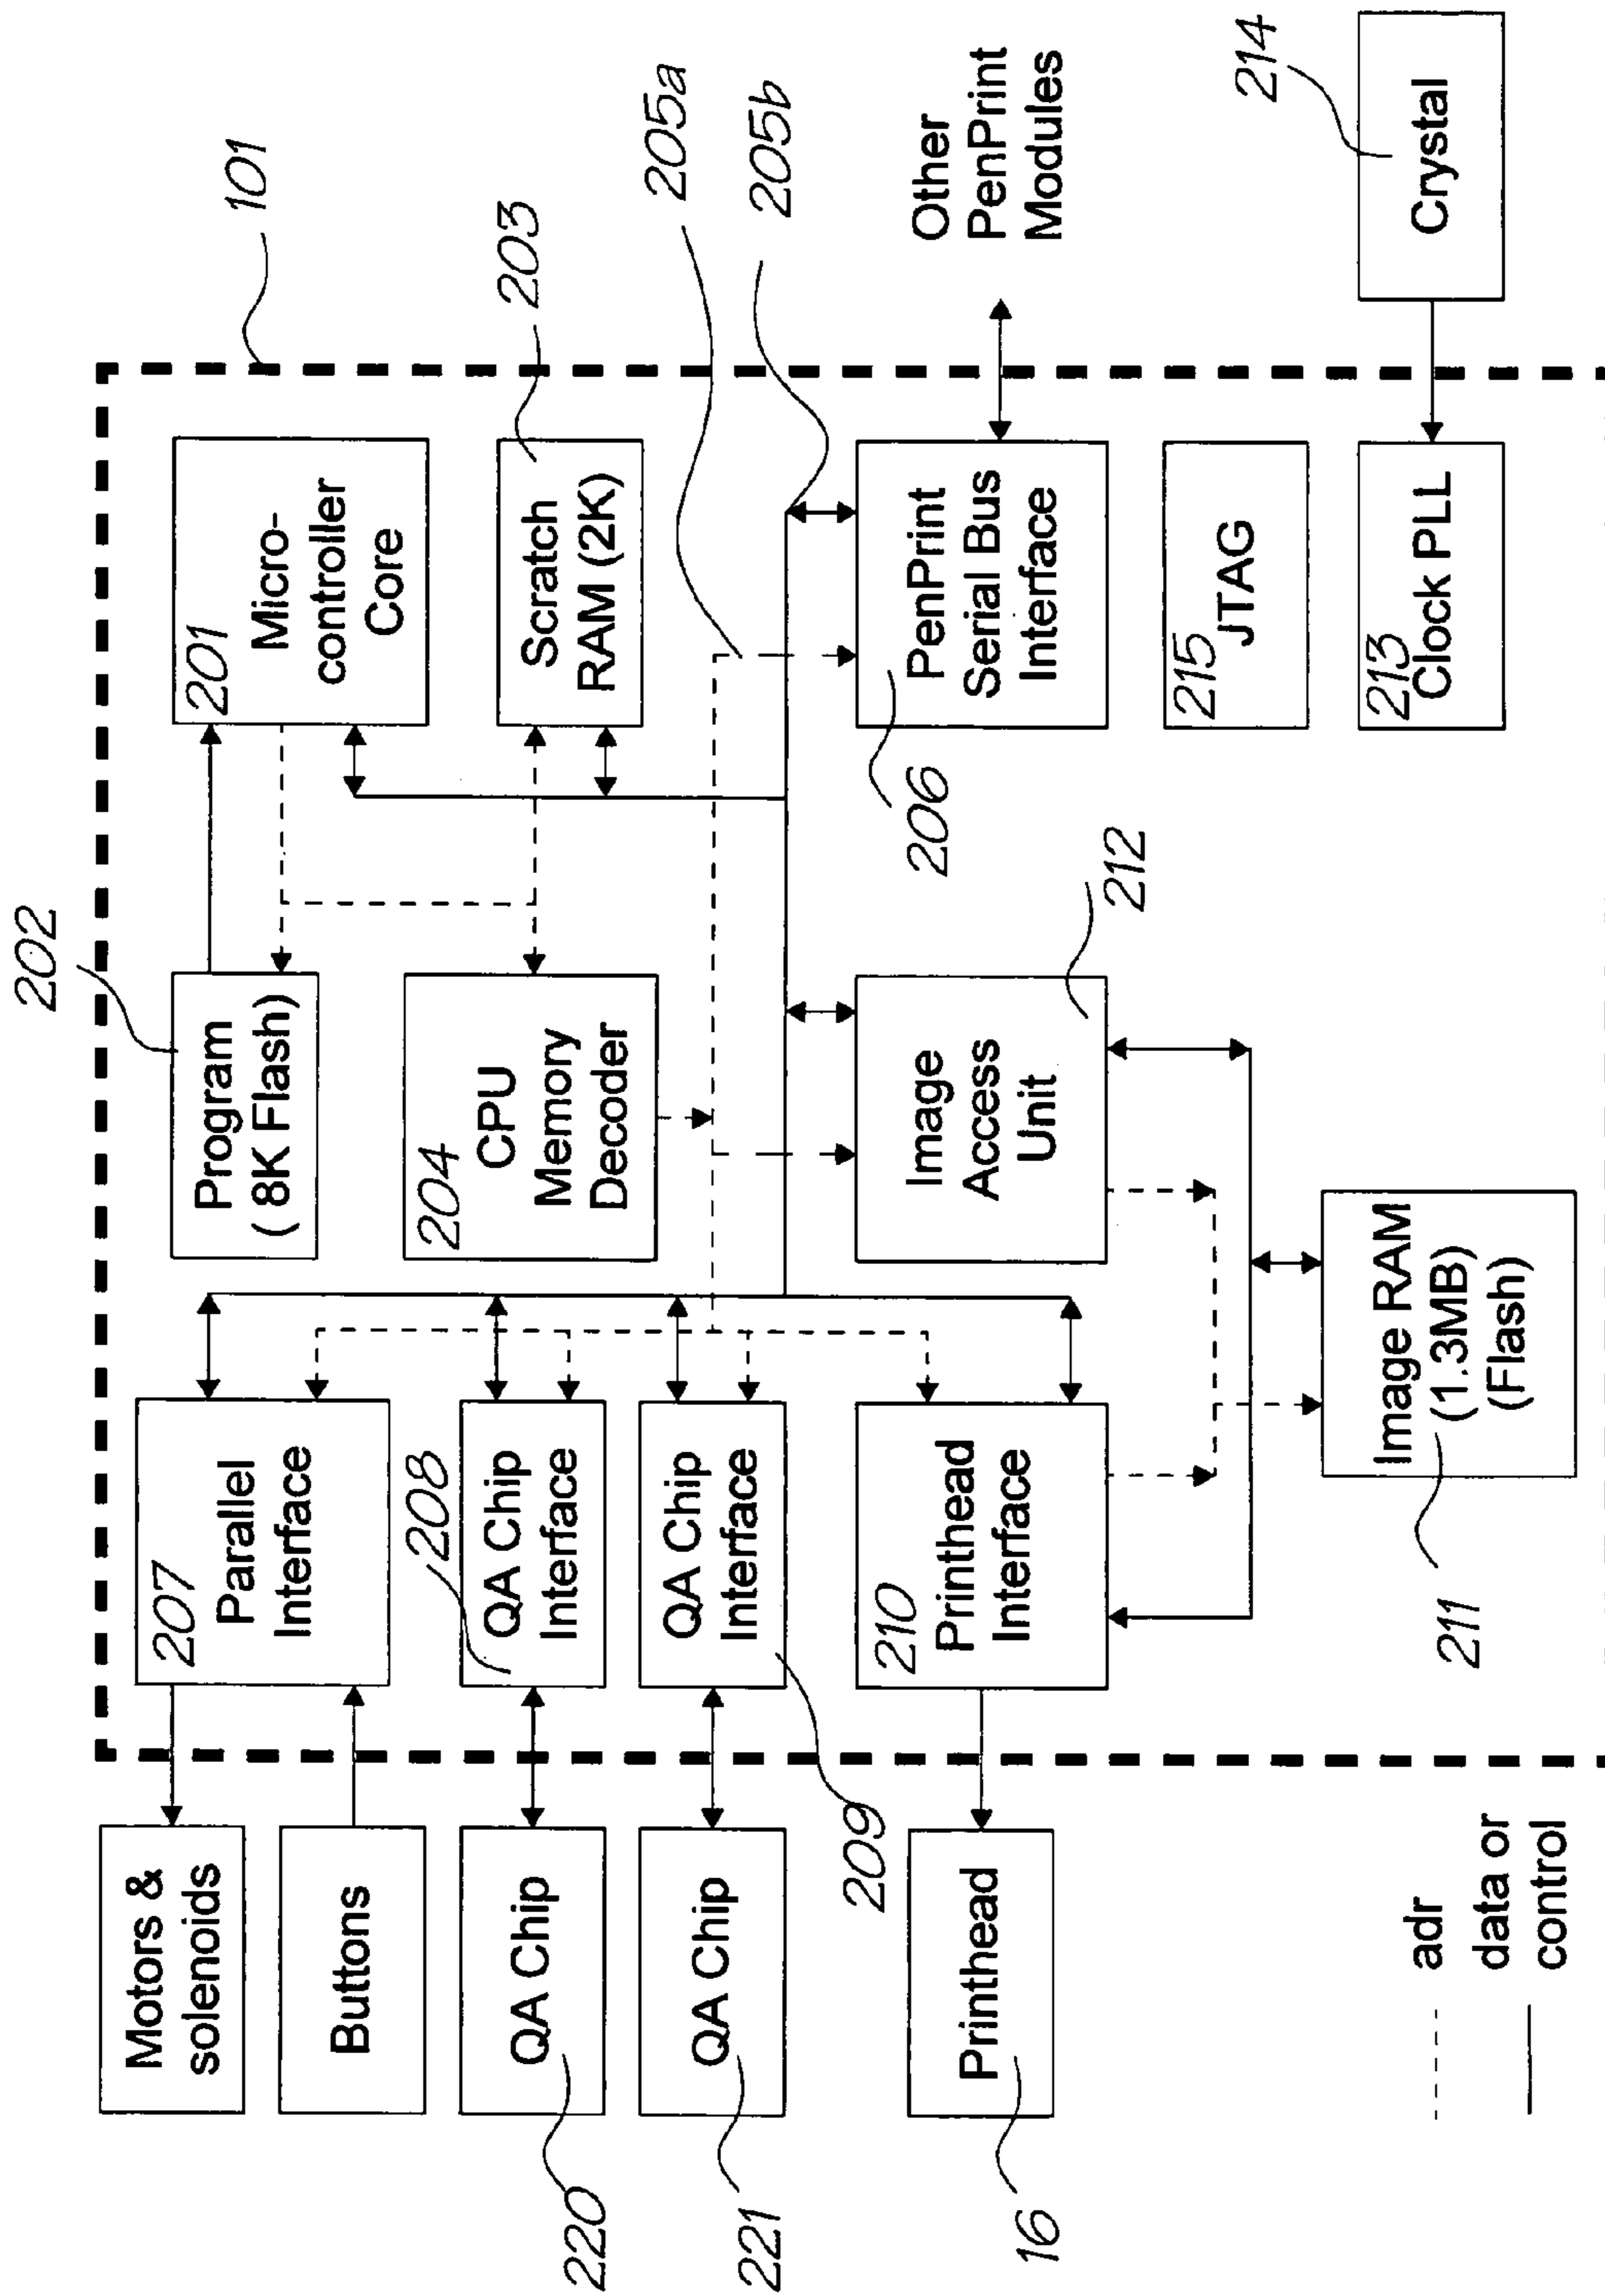 202
101
Motors &
solenoids
207
Parallel
Interface
Program
( 8K Flash)
201
Micro-
controller
Core
Buttons
203
208
QA Chip
QA Chip
Interface
204
CPU
Memory
Decoder
Scratch
RAM (2K)
220
205a
QA Chip
QA Chip
Interface
221
205b
209
206
Printhead
210
Printhead
Interface
Image
Access
Unit
PenPrint
Serial Bus
Interface
Other
PenPrint
Modules
16
212
215
JTAG
214
adr
data or
control
211
Image RAM
(1.3MB)
(Flash)
213
Clock PLL
Crystal